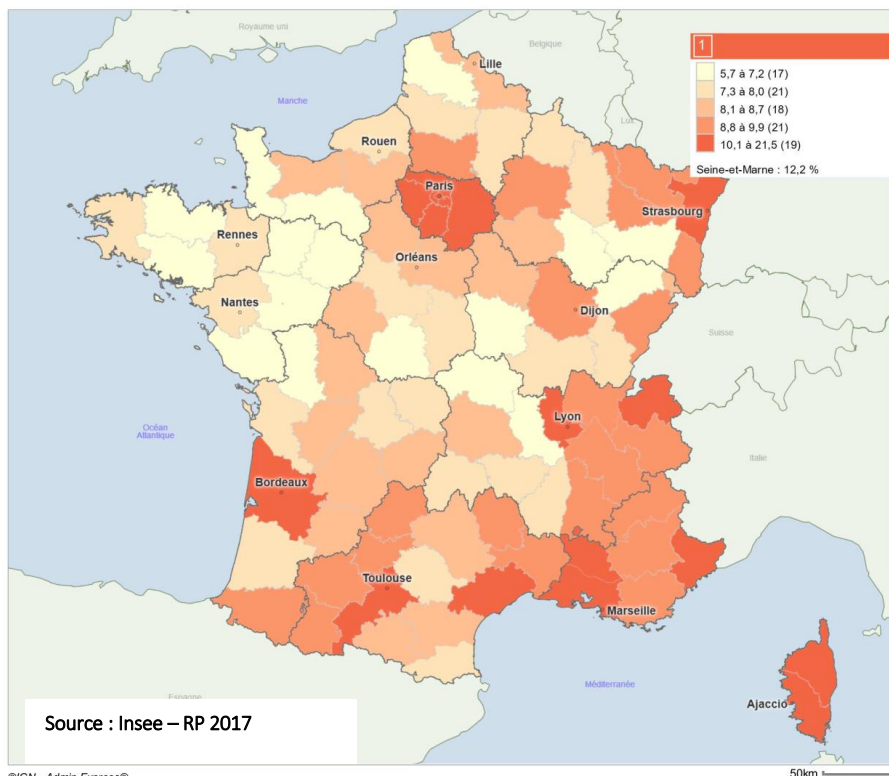 Royaume uni
Belgique
Lille
Manche
Lux
Rouen
Paris
Strasbourg
Rennes
Orléans
Nantes
Dijon
Suisse
Océan
Atlantique
Lyon
Italie
Bordeaux
Toulouse
Marseille
Méditerranée
Ajaccio
Espagne
1
5,7 à 7,2 (17)
7,3 à 8,0 (21)
8,1 à 8,7 (18)
8,8 à 9,9 (21)
10,1 à 21,5 (19)
Seine-et-Marne : 12,2 %
Source : Insee – RP 2017
©IGN - Admin Express®
50km